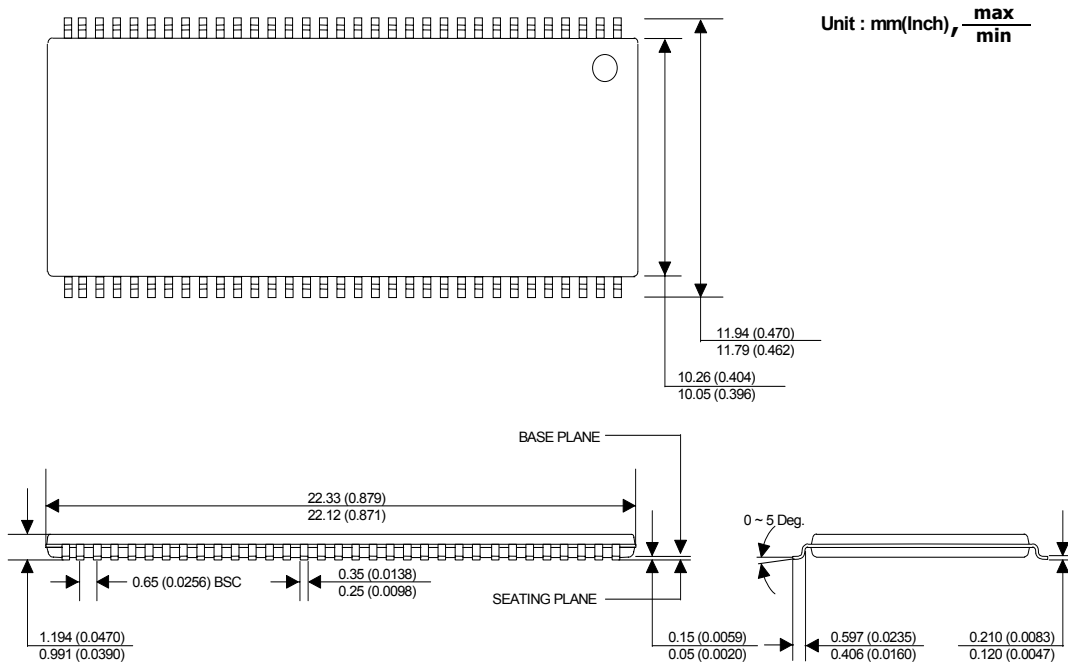 Unit : mm(Inch), max
min
11.94 (0.470)
11.79 (0.462)
10.26 (0.404)
10.05 (0.396)
BASE PLANE
22.33 (0.879)
22.12 (0.871)
0 ~ 5 Deg.
0.65 (0.0256) BSC
0.35 (0.0138)
0.25 (0.0098)
SEATING PLANE
1.194 (0.0470)
0.991 (0.0390)
0.15 (0.0059)
0.05 (0.0020)
0.597 (0.0235)
0.406 (0.0160)
0.210 (0.0083)
0.120 (0.0047)